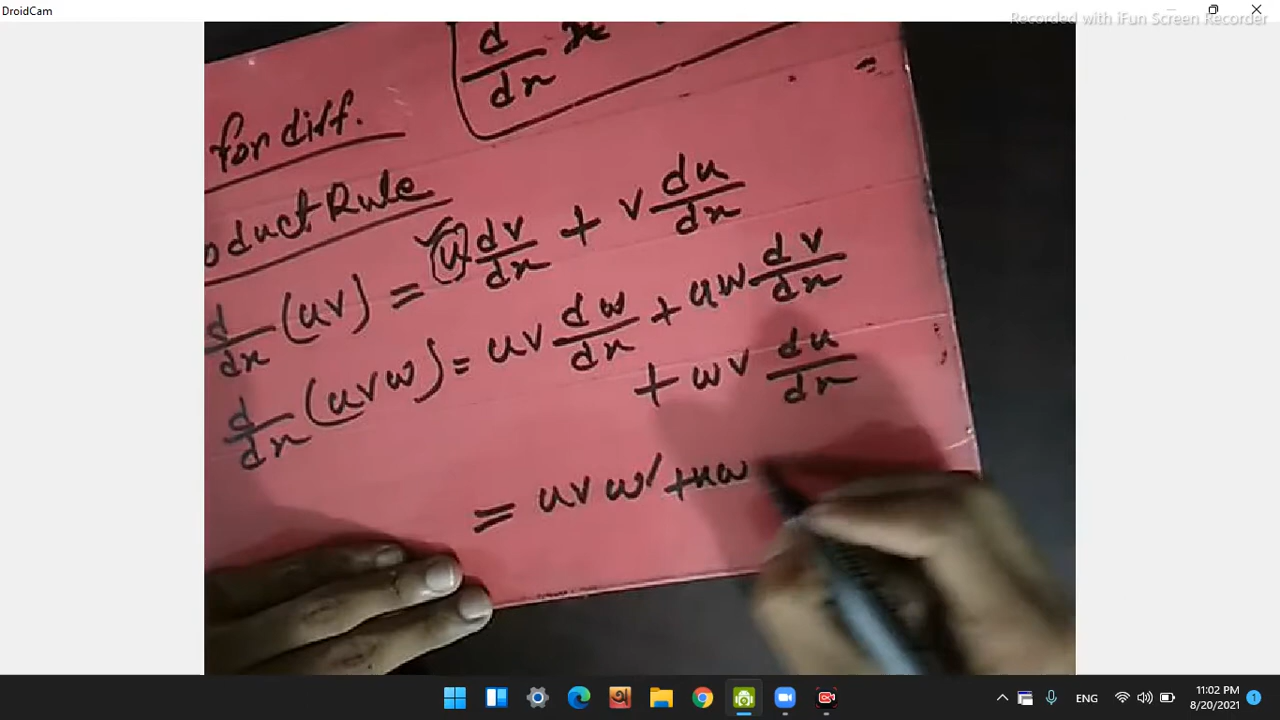 DroidCam
Recorded with iFun Screen Recorder
d/dx x
for diff.
oduct Rule
d/dx (uv) = u dv/dx + v du/dx
d/dx (uvw) = uv dw/dx + uw dv/dx
+ wv du/dx
= uvw' + uw
ENG
11:02 PM
8/20/2021
1